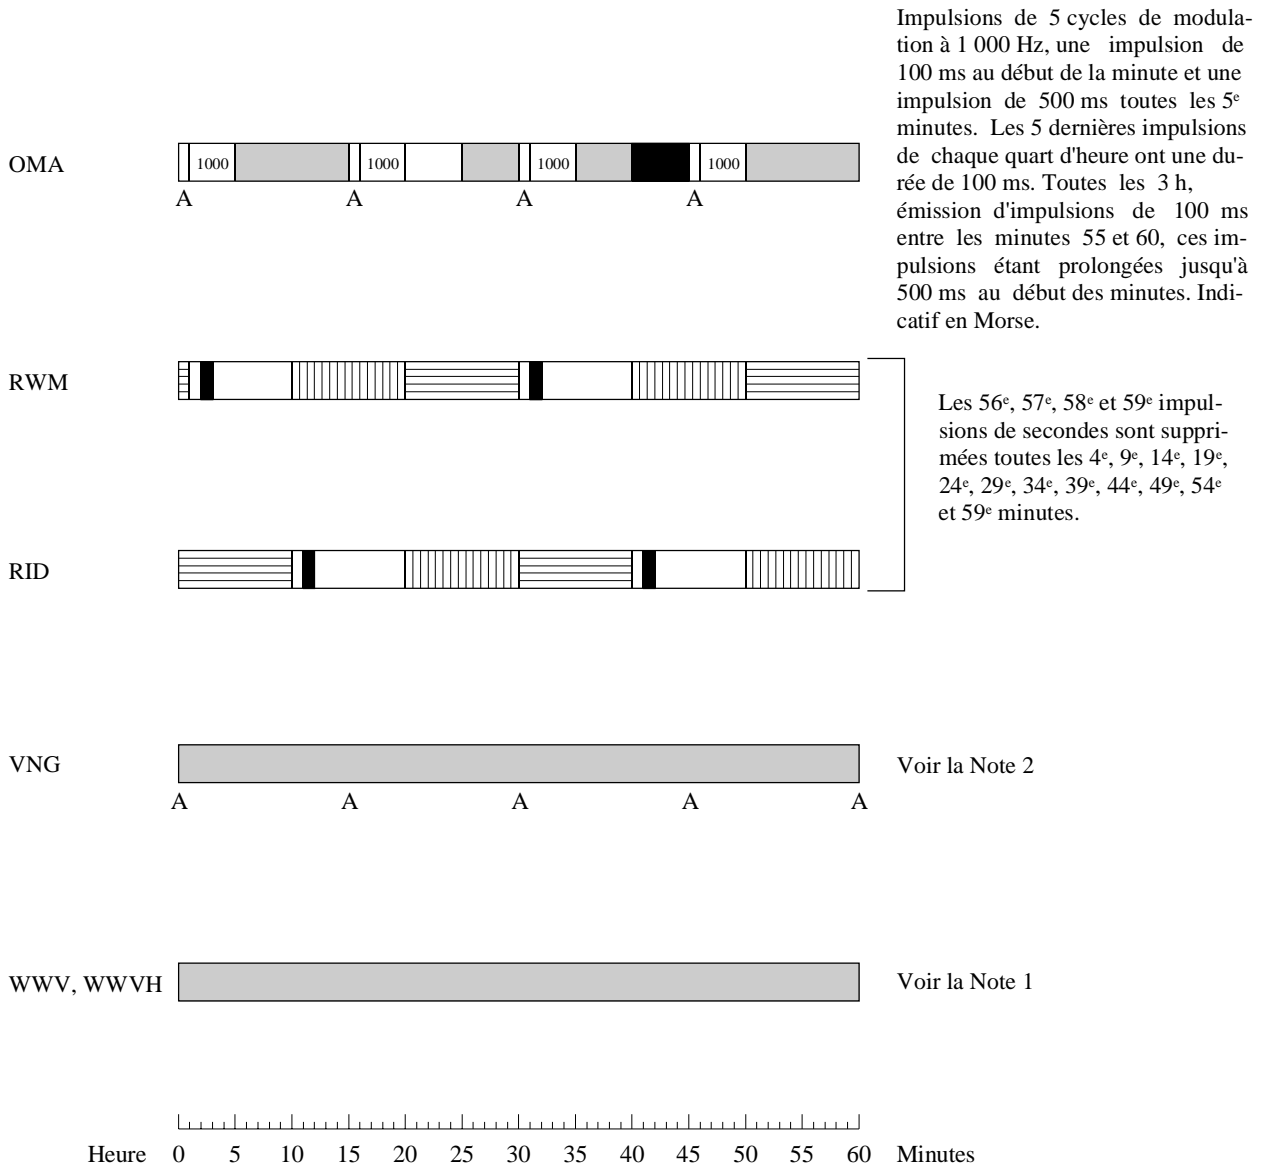 Impulsions de 5 cycles de modula-
tion à 1 000 Hz, une impulsion de
100 ms au début de la minute et une
impulsion de 500 ms toutes les 5e
minutes. Les 5 dernières impulsions
de chaque quart d'heure ont une du-
rée de 100 ms. Toutes les 3 h,
émission d'impulsions de 100 ms
entre les minutes 55 et 60, ces im-
pulsions étant prolongées jusqu'à
500 ms au début des minutes. Indi-
catif en Morse.
OMA 1000 1000 1000 1000
A A A A
RWM
Les 56e, 57e, 58e et 59e impul-
sions de secondes sont suppri-
mées toutes les 4e, 9e, 14e, 19e,
24e, 29e, 34e, 39e, 44e, 49e, 54e
et 59e minutes.
RID
VNG Voir la Note 2
A A A A A
WWV, WWVH Voir la Note 1
Heure 0 5 10 15 20 25 30 35 40 45 50 55 60 Minutes